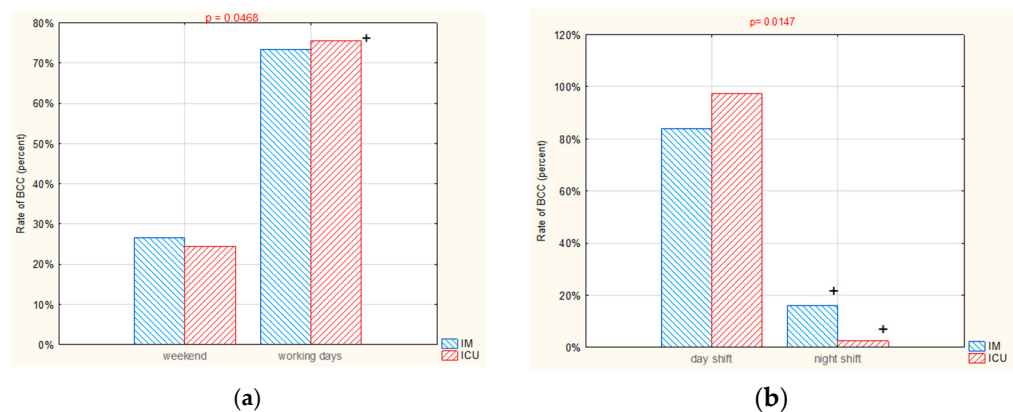 p = 0.0468
80%
70%
60%
50%
40%
30%
20%
10%
0%
Rate of BCC (percent)
weekend
working days
+
IM
ICU
(a)
p= 0.0147
120%
100%
80%
60%
40%
20%
0%
Rate of BCC (percent)
day shift
night shift
+
+
IM
ICU
(b)